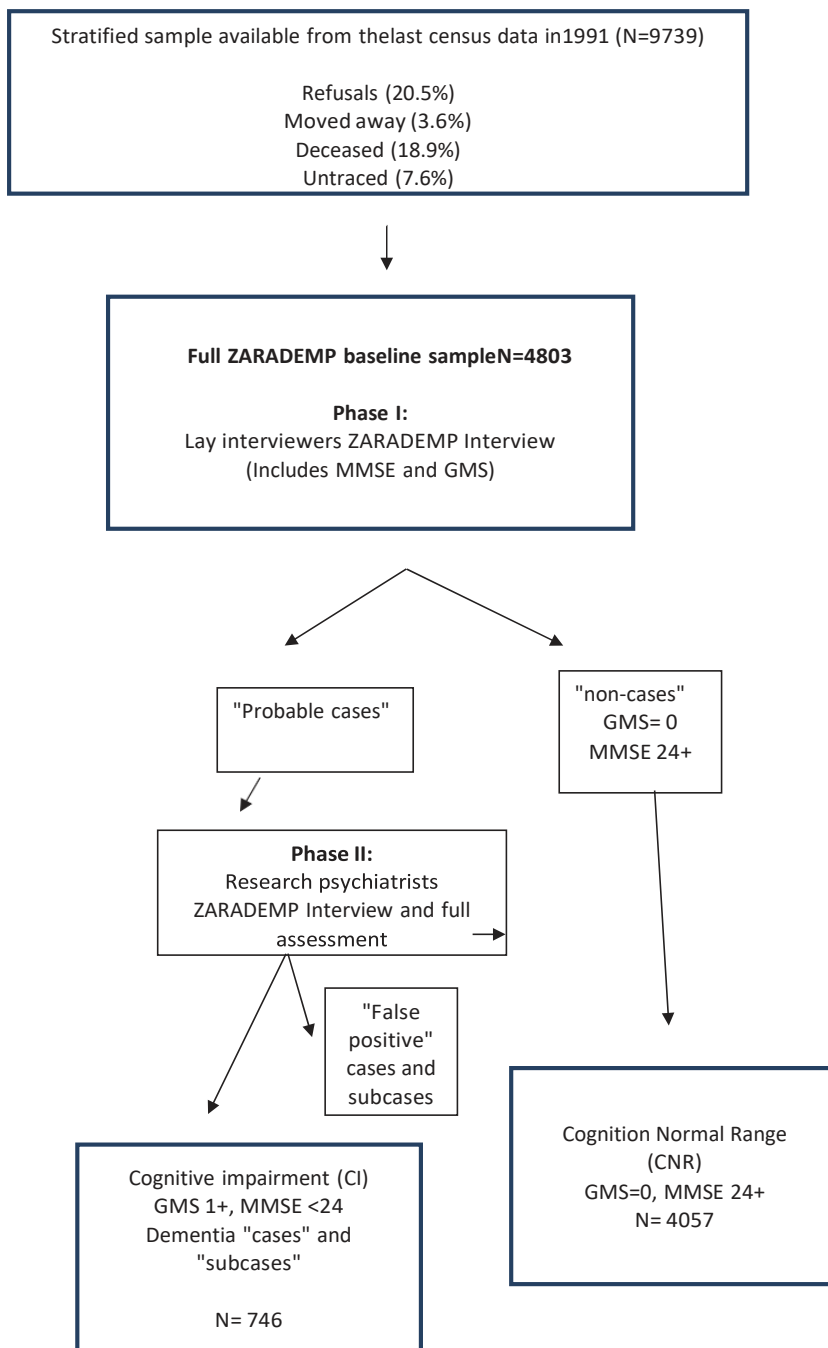 Stratified sample available from thelast census data in1991 (N=9739)
Refusals (20.5%)
Moved away (3.6%)
Deceased (18.9%)
Untraced (7.6%)
Full ZARADEMP baseline sampleN=4803
Phase I:
Lay interviewers ZARADEMP Interview
(Includes MMSE and GMS)
"Probable cases"
"non-cases"
GMS= 0
MMSE 24+
Phase II:
Research psychiatrists
ZARADEMP Interview and full
assessment
"False
positive"
cases and
subcases
Cognitive impairment (CI)
GMS 1+, MMSE <24
Dementia "cases" and
"subcases"
N= 746
Cognition Normal Range
(CNR)
GMS=0, MMSE 24+
N= 4057